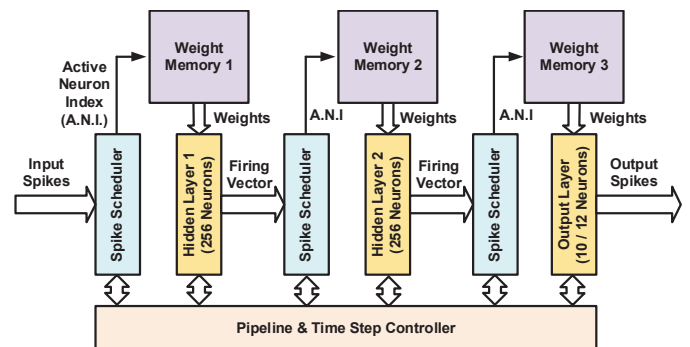 Weight
Memory 1
Weight
Memory 2
Weight
Memory 3
Active
Neuron
Index
(A.N.I.)
Weights
A.N.I
Weights
A.N.I
Weights
Input
Spikes
Spike Scheduler
Hidden Layer 1
(256 Neurons)
Firing
Vector
Spike Scheduler
Hidden Layer 2
(256 Neurons)
Firing
Vector
Spike Scheduler
Output Layer
(10 / 12 Neurons)
Output
Spikes
Pipeline & Time Step Controller